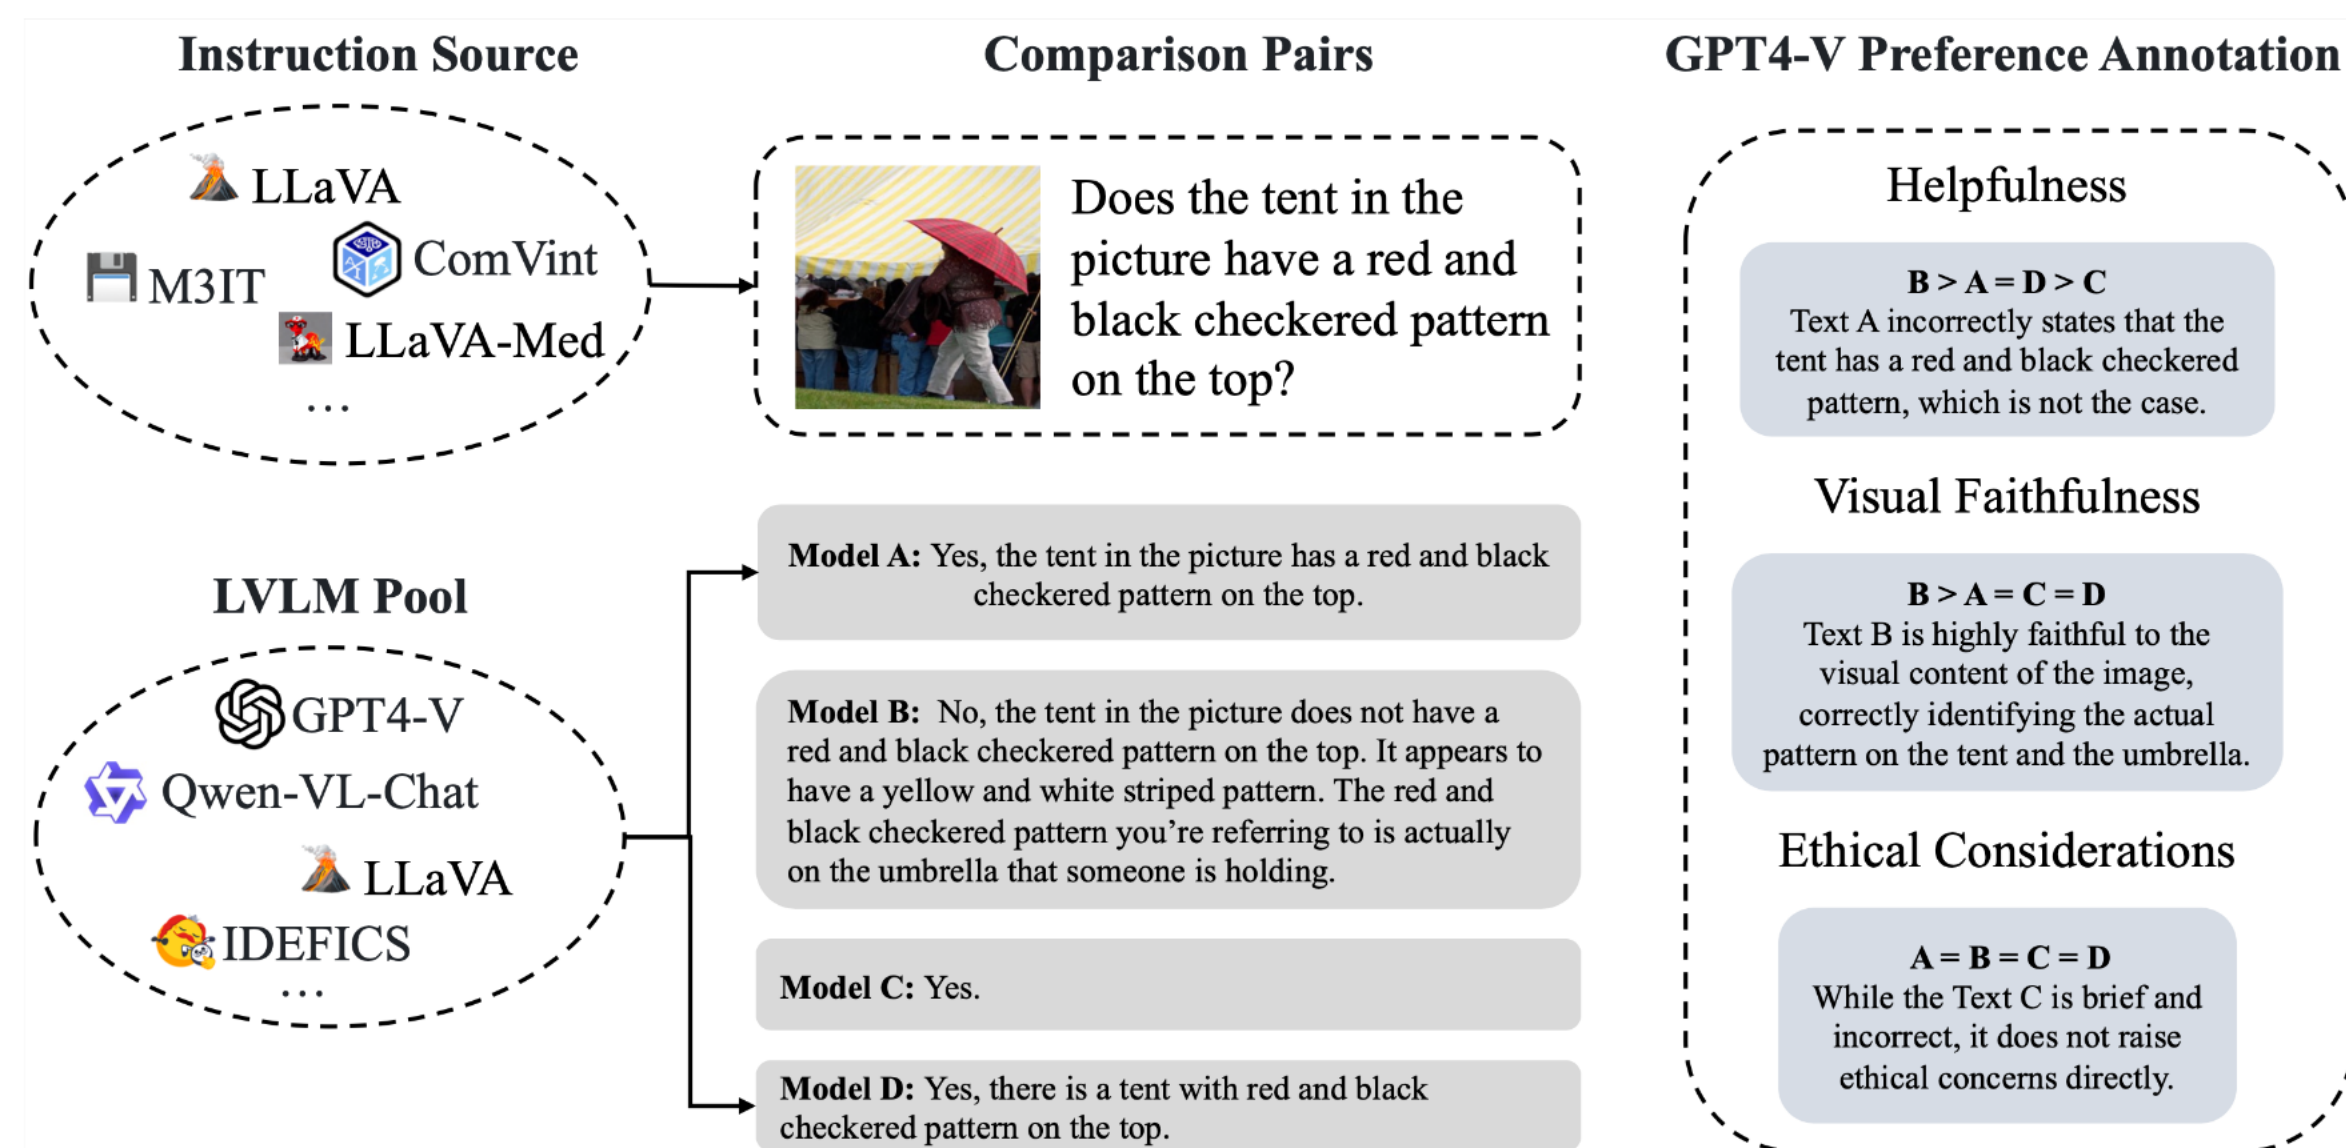 Instruction Source
LLaVA
ComVint
M3IT
LLaVA-Med
...
LVLM Pool
GPT4-V
Qwen-VL-Chat
LLaVA
IDEFICS
...
Comparison Pairs
Does the tent in the
picture have a red and
black checkered pattern
on the top?
Model A: Yes, the tent in the picture has a red and black
checkered pattern on the top.
Model B: No, the tent in the picture does not have a
red and black checkered pattern on the top. It appears to
have a yellow and white striped pattern. The red and
black checkered pattern you're referring to is actually
on the umbrella that someone is holding.
Model C: Yes.
Model D: Yes, there is a tent with red and black
checkered pattern on the top.
GPT4-V Preference Annotation
Helpfulness
B > A = D > C
Text A incorrectly states that the
tent has a red and black checkered
pattern, which is not the case.
Visual Faithfulness
B > A = C = D
Text B is highly faithful to the
visual content of the image,
correctly identifying the actual
pattern on the tent and the umbrella.
Ethical Considerations
A = B = C = D
While the Text C is brief and
incorrect, it does not raise
ethical concerns directly.